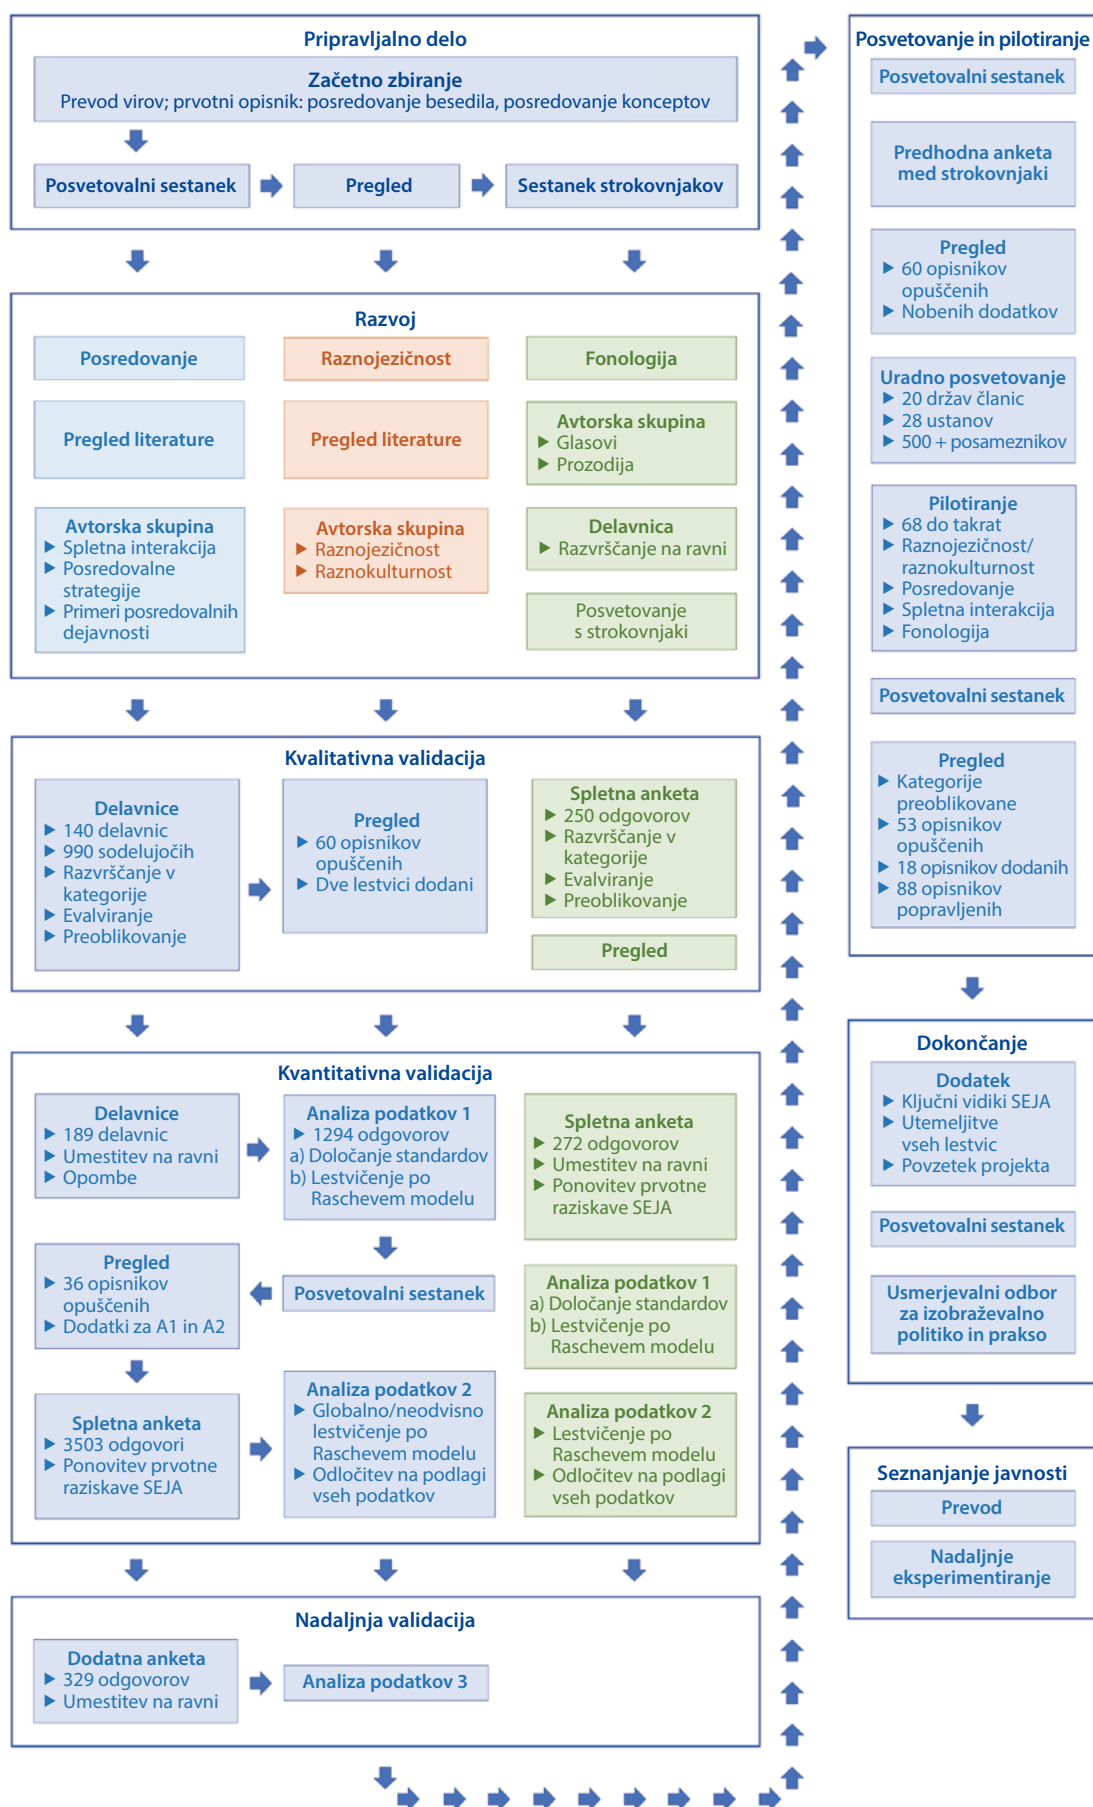 Pripravljalno delo
Začetno zbiranje
Prevod virov; prvotni opisnik: posredovanje besedila, posredovanje konceptov
Posvetovalni sestanek
Pregled
Sestanek strokovnjakov
Razvoj
Posredovanje
Pregled literature
Avtorska skupina
▶ Spletna interakcija
▶ Posredovalne
strategije
▶ Primeri posredovalnih
dejavnosti
Raznojezičnost
Pregled literature
Avtorska skupina
▶ Raznojezičnost
▶ Raznokulturnost
Fonologija
Avtorska skupina
▶ Glasovi
▶ Prozodija
Delavnica
▶ Razvrščanje na ravni
Posvetovanje
s strokovnjaki
Kvalitativna validacija
Delavnice
▶ 140 delavnic
▶ 990 sodelujočih
▶ Razvrščanje v
kategorije
▶ Evalviranje
▶ Preoblikovanje
Pregled
▶ 60 opisnikov
opuščenih
▶ Dve lestvici dodani
Spletna anketa
▶ 250 odgovorov
▶ Razvrščanje v
kategorije
▶ Evalviranje
▶ Preoblikovanje
Pregled
Kvantitativna validacija
Delavnice
▶ 189 delavnic
▶ Umestitev na ravni
▶ Opombe
Analiza podatkov 1
▶ 1294 odgovorov
a) Določanje standardov
b) Lestvičenje po
Raschevem modelu
Posvetovalni sestanek
Pregled
▶ 36 opisnikov
opuščenih
▶ Dodatki za A1 in A2
Spletna anketa
▶ 3503 odgovori
▶ Ponovitev prvotne
raziskave SEJA
Analiza podatkov 2
▶ Globalno/neodvisno
lestvičenje po
Raschevem modelu
▶ Odločitev na podlagi
vseh podatkov
Spletna anketa
▶ 272 odgovorov
▶ Umestitev na ravni
▶ Ponovitev prvotne
raziskave SEJA
Analiza podatkov 1
a) Določanje standardov
b) Lestvičenje po
Raschevem modelu
Analiza podatkov 2
▶ Lestvičenje po
Raschevem modelu
▶ Odločitev na podlagi
vseh podatkov
Nadaljnja validacija
Dodatna anketa
▶ 329 odgovorov
▶ Umestitev na ravni
Analiza podatkov 3
Posvetovanje in pilotiranje
Posvetovalni sestanek
Predhodna anketa
med strokovnjaki
Pregled
▶ 60 opisnikov
opuščenih
▶ Nobenih dodatkov
Uradno posvetovanje
▶ 20 držav članic
▶ 28 ustanov
▶ 500 + posameznikov
Pilotiranje
▶ 68 do takrat
▶ Raznojezičnost/
raznokulturnost
▶ Posredovanje
▶ Spletna interakcija
▶ Fonologija
Posvetovalni sestanek
Pregled
▶ Kategorije
preoblikovane
▶ 53 opisnikov
opuščenih
▶ 18 opisnikov dodanih
▶ 88 opisnikov
popravljenih
Dokončanje
Dodatek
▶ Ključni vidiki SEJA
▶ Utemeljitve
vseh lestvic
▶ Povzetek projekta
Posvetovalni sestanek
Usmerjevalni odbor
za izobraževalno
politiko in prakso
Seznanjanje javnosti
Prevod
Nadaljnje
eksperimentiranje